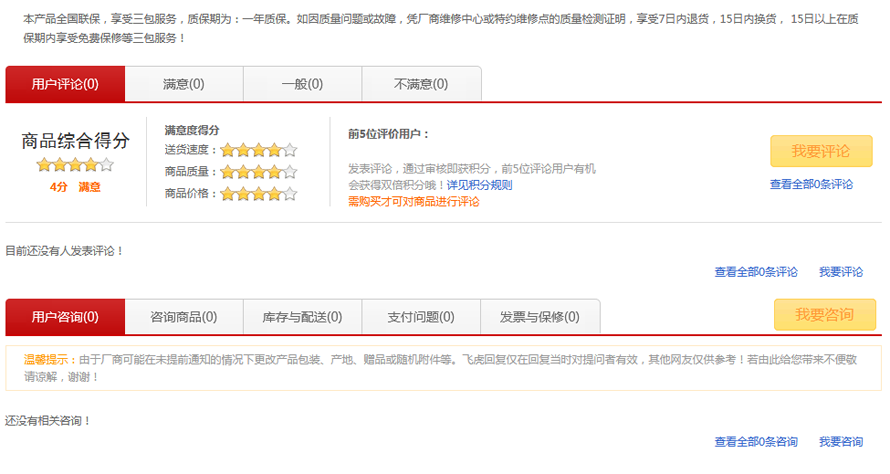 本产品全国联保，享受三包服务，质保期为：一年质保。如因质量问题或故障，凭厂商维修中心或特约维修点的质量检测证明，享受7日内退货，15日内换货， 15日以上在质
保期内享受免费保修等三包服务！
用户评论(0)
满意(0)
一般(0)
不满意(0)
商品综合得分
4分 满意
满意度得分
送货速度：
商品质量：
商品价格：
前5位评价用户：
发表评论，通过审核即获积分，前5位评论用户有机
会获得双倍积分哦！详见积分规则
需购买才可对商品进行评论
我要评论
查看全部0条评论
目前还没有人发表评论！
查看全部0条评论 我要评论
用户咨询(0)
咨询商品(0)
库存与配送(0)
支付问题(0)
发票与保修(0)
我要咨询
温馨提示：由于厂商可能在未提前通知的情况下更改产品包装、产地、赠品或随机附件等。飞虎回复仅在回复当时对提问者有效，其他网友仅供参考！若由此给您带来不便敬
请谅解，谢谢！
还没有相关咨询！
查看全部0条咨询 我要咨询